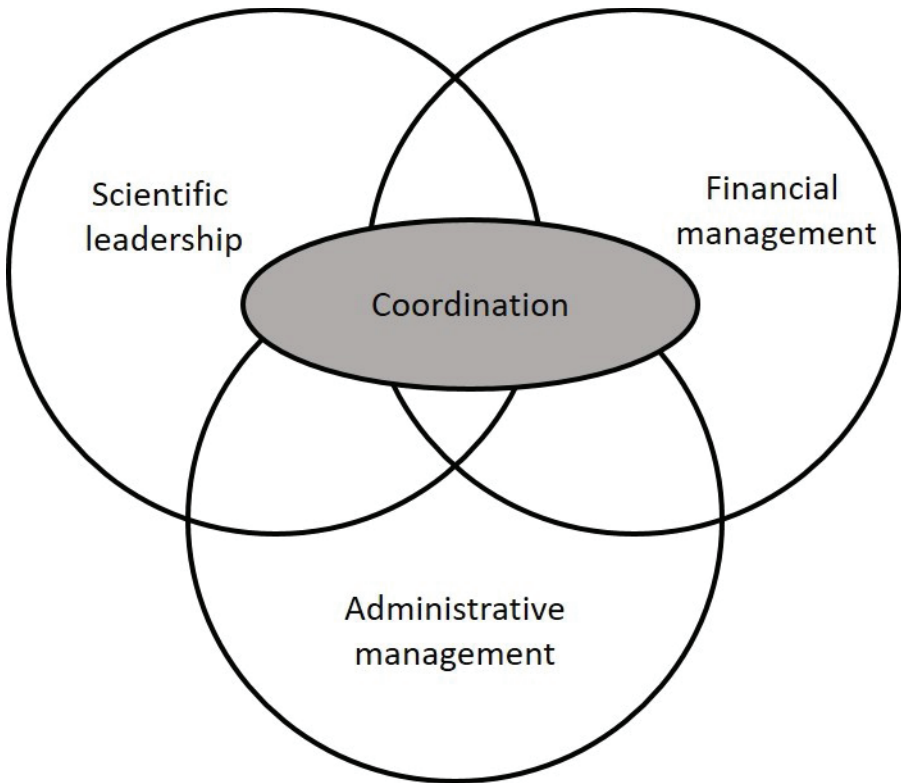 Scientific
leadership
Financial
management
Coordination
Administrative
management